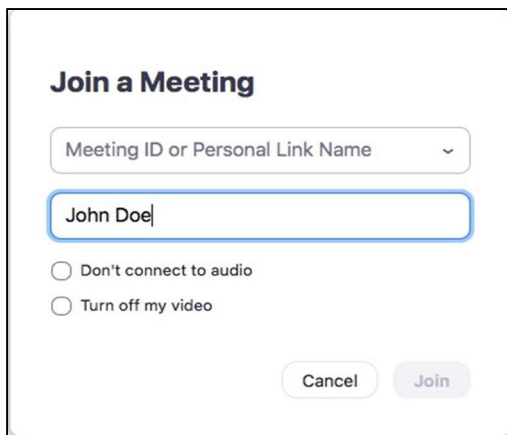 Join a Meeting
Meeting ID or Personal Link Name
John Doe
Don't connect to audio
Turn off my video
Cancel Join